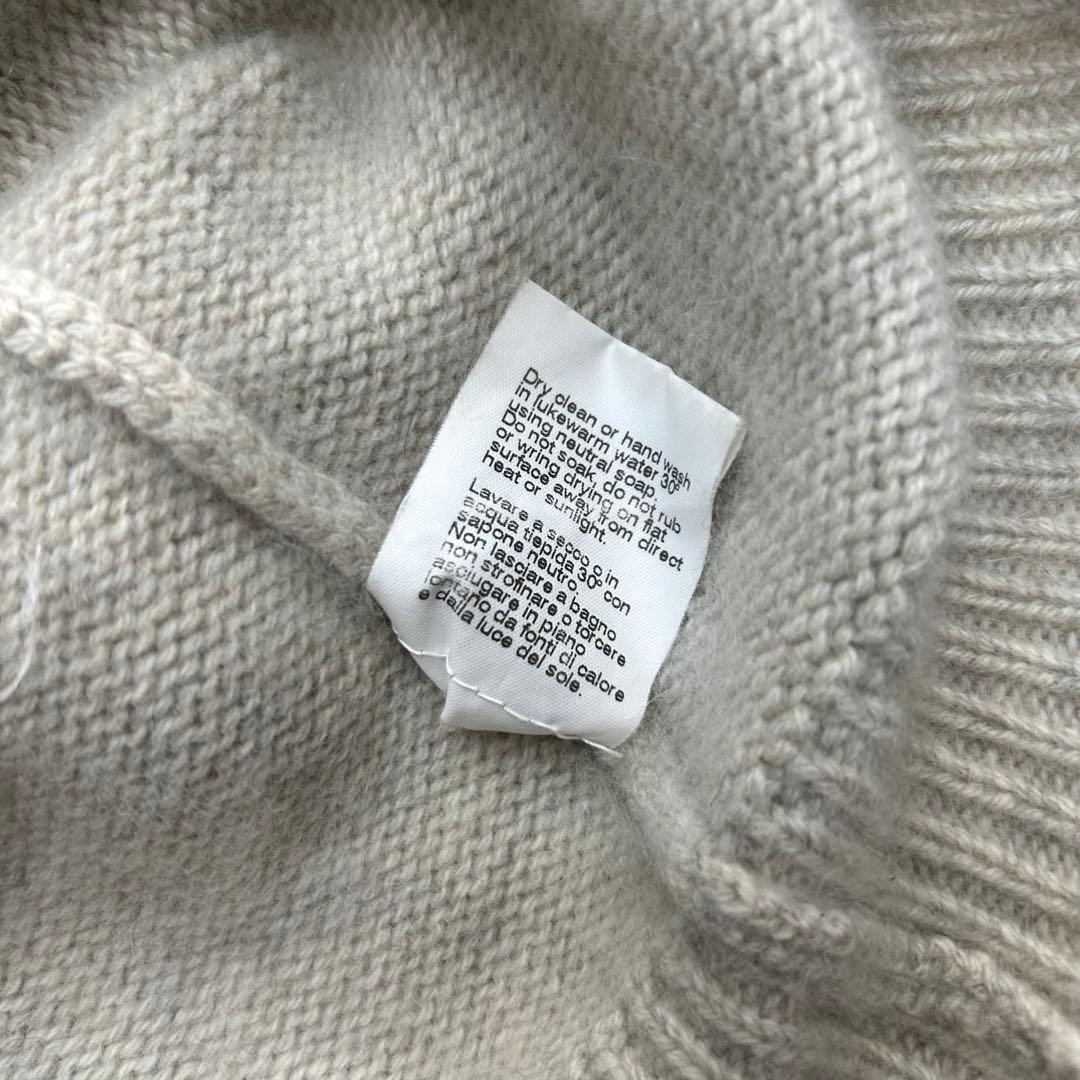 Dry clean or hand wash
in lukewarm water 30°
using neutral soap.
Do not soak, do not rub
or wring drying on flat
surface away from direct
heat or sunlight.
Lavare a secco o in
acqua tiepida 30° con
sapone neutro.
Non lasciare a bagno
non strofinare o torcere
asciugare in piano
lontano da fonti di calore
e dalla luce del sole.